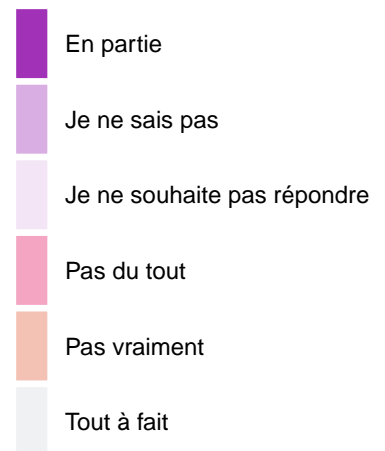 En partie
Je ne sais pas
Je ne souhaite pas répondre
Pas du tout
Pas vraiment
Tout à fait